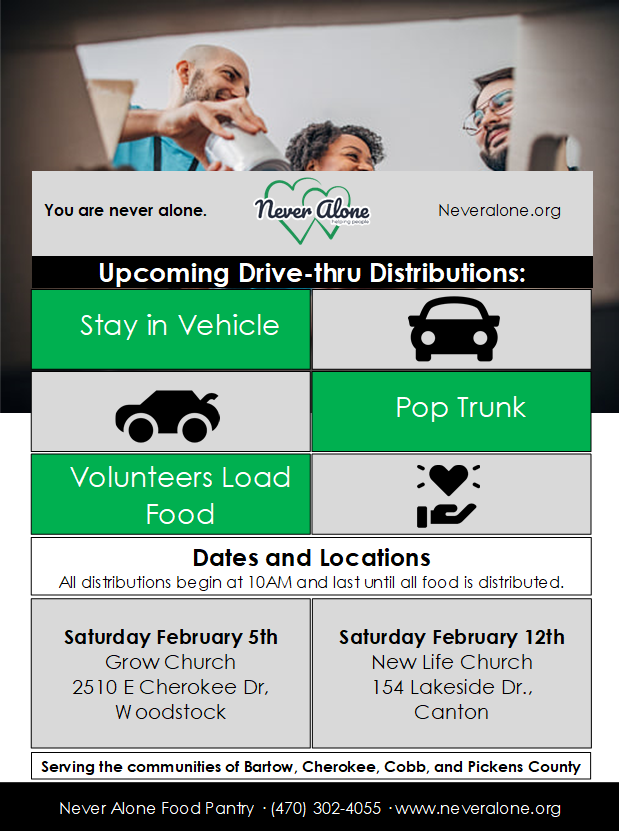 You are never alone.
Never Alone
helping people
Neveralone.org
Upcoming Drive-thru Distributions:
Stay in Vehicle
Pop Trunk
Volunteers Load
Food
Dates and Locations
All distributions begin at 10AM and last until all food is distributed.
Saturday February 5th
Grow Church
2510 E Cherokee Dr,
Woodstock
Saturday February 12th
New Life Church
154 Lakeside Dr.,
Canton
Serving the communities of Bartow, Cherokee, Cobb, and Pickens County
Never Alone Food Pantry · (470) 302-4055 · www.neveralone.org